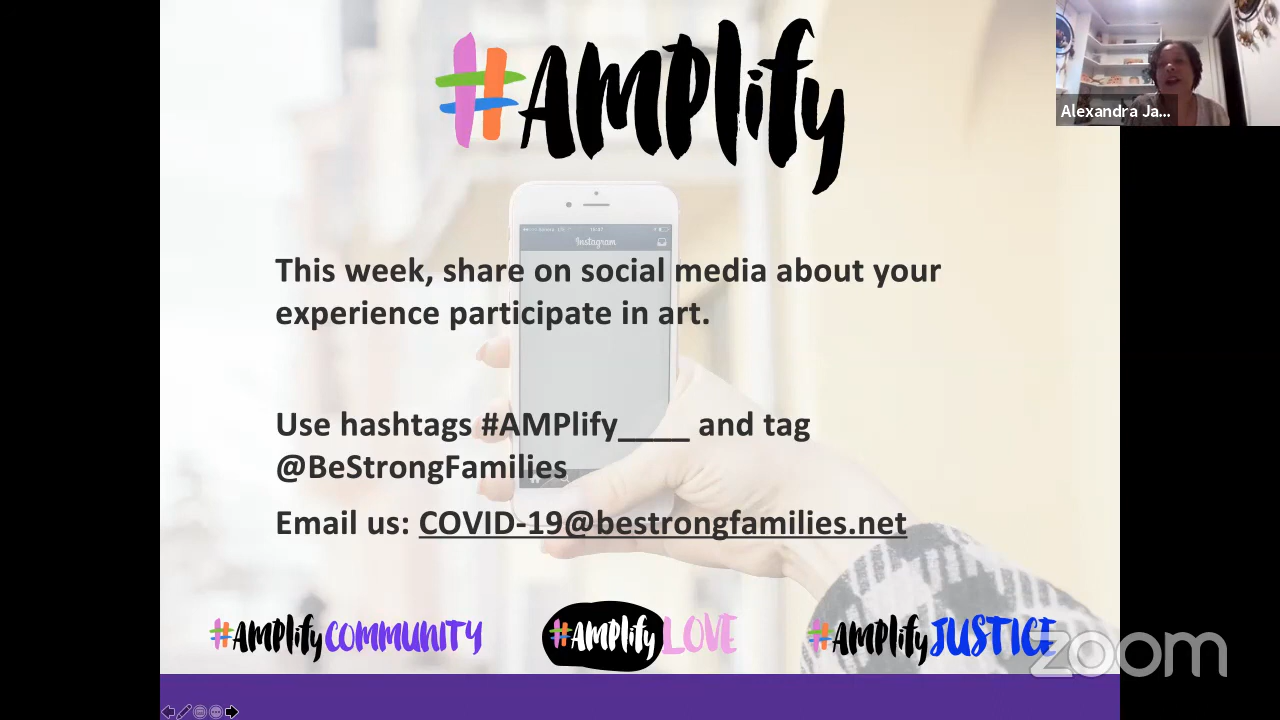 #AMPlify
Alexandra Ja...
Instagram
This week, share on social media about your
experience participate in art.
Use hashtags #AMPlify____ and tag
@BeStrongFamilies
Email us: COVID-19@bestrongfamilies.net
#AMPlifyCOMMUNITY
#AMPlifyLOVE
#AMPlifyJUSTICE
zoom